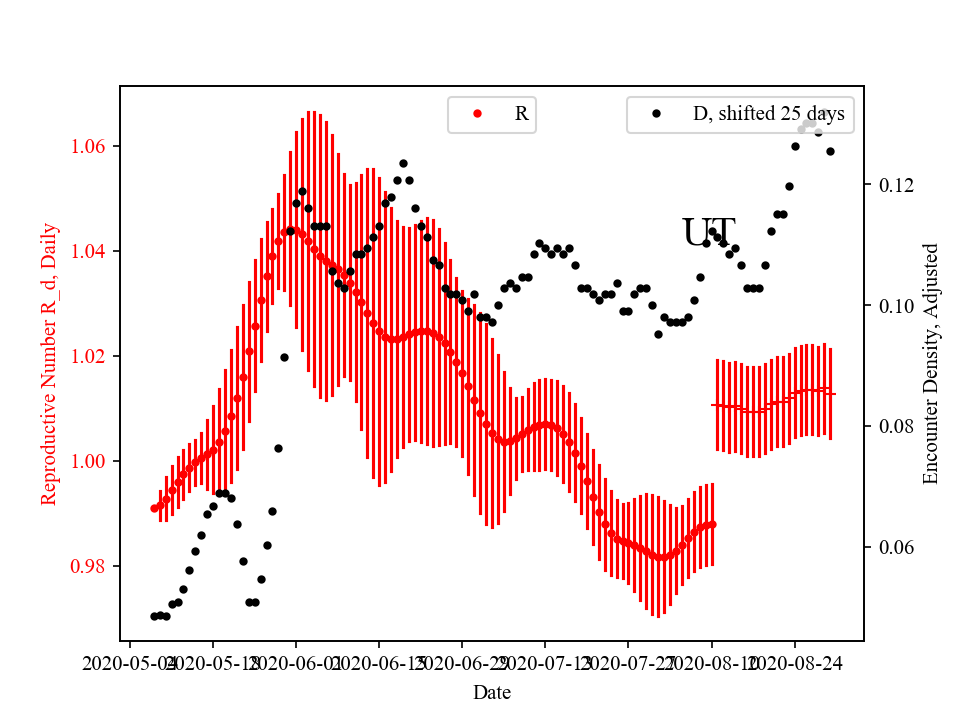 R
D, shifted 25 days
UT
1.06
1.04
1.02
1.00
0.98
Reproductive Number R_d, Daily
0.12
0.10
0.08
0.06
Encounter Density, Adjusted
2020-05-04 2020-05-18 2020-06-01 2020-06-15 2020-06-29 2020-07-13 2020-07-27 2020-08-10 2020-08-24
Date